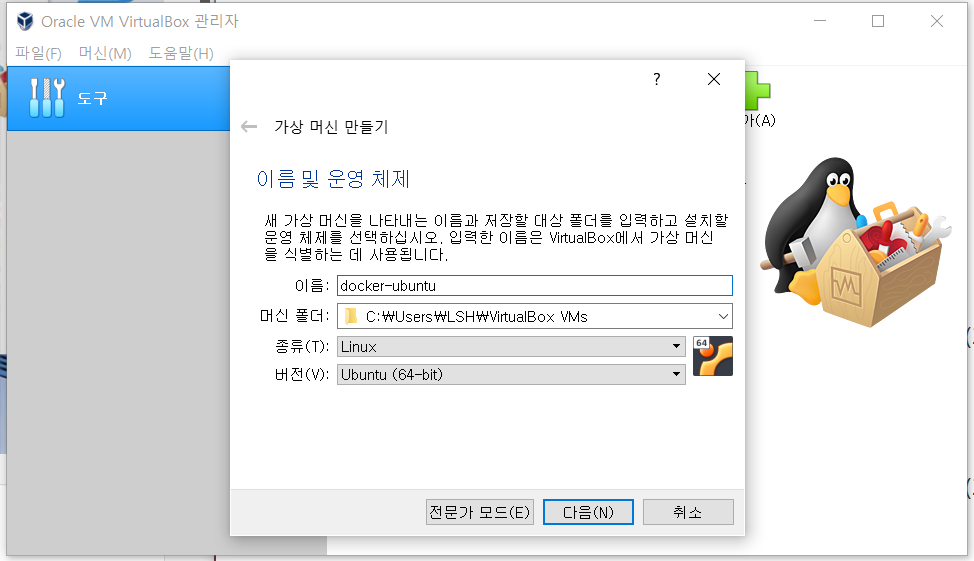 Oracle VM VirtualBox 관리자
파일(F) 머신(M) 도움말(H)
도구
가(A)
?
가상 머신 만들기
이름 및 운영 체제
새 가상 머신을 나타내는 이름과 저장할 대상 폴더를 입력하고 설치할
운영 체제를 선택하십시오. 입력한 이름은 VirtualBox에서 가상 머신
을 식별하는 데 사용됩니다.
이름: docker-ubuntu
머신 폴더: C:₩Users₩LSH₩VirtualBox VMs
종류(T): Linux
64
버전(V): Ubuntu (64-bit)
전문가 모드(E) 다음(N) 취소